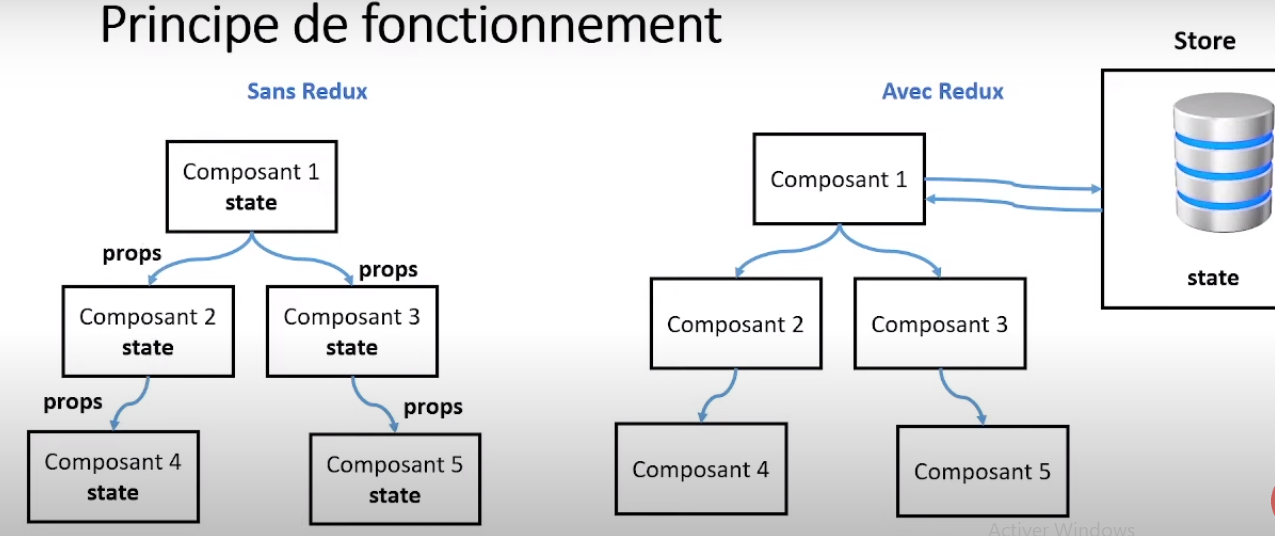 Principe de fonctionnement
Store
Sans Redux
Avec Redux
Composant 1
state
props
props
Composant 2
state
Composant 3
state
props
props
Composant 4
state
Composant 5
state
Composant 1
state
Composant 2
Composant 3
Composant 4
Composant 5
Activer Windows